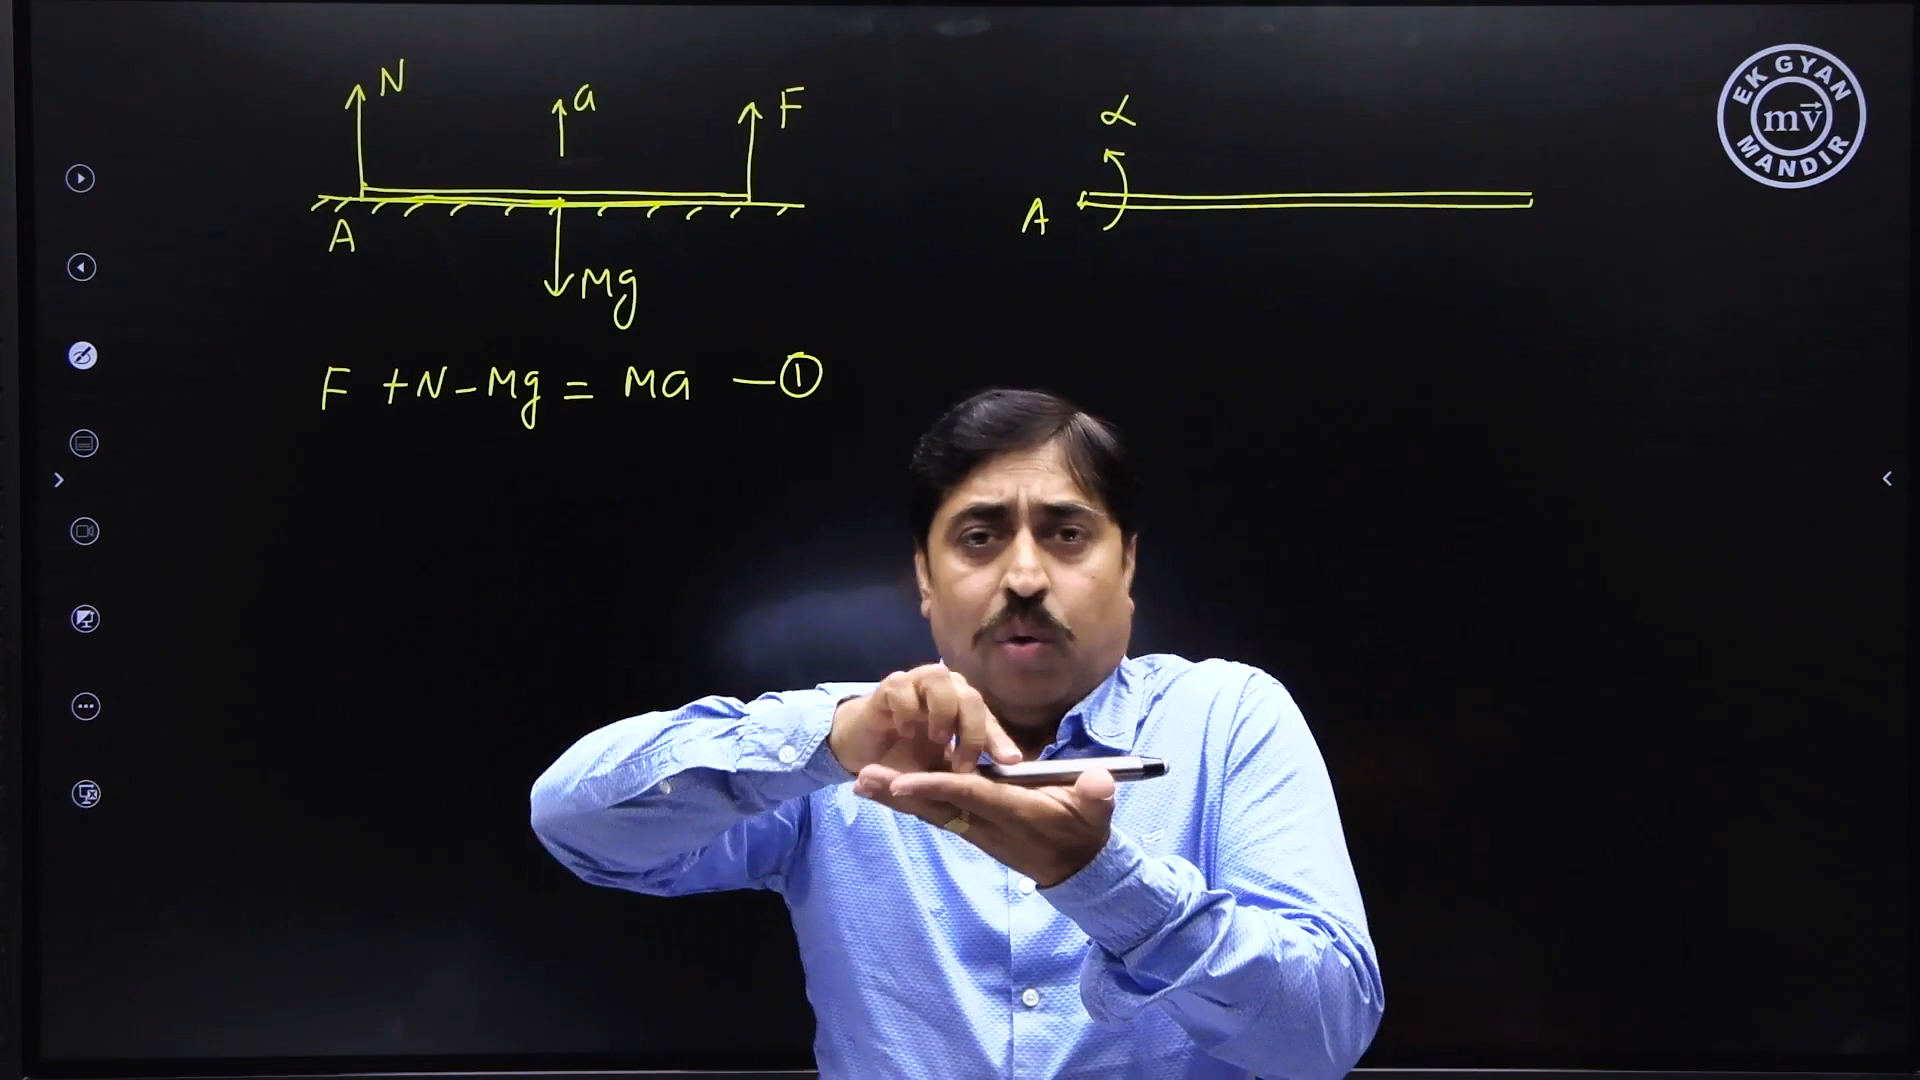 N
a
F
A
Mg
F + N - Mg = Ma — ①
α
A
EK GYAN
mv⃗
MANDIR